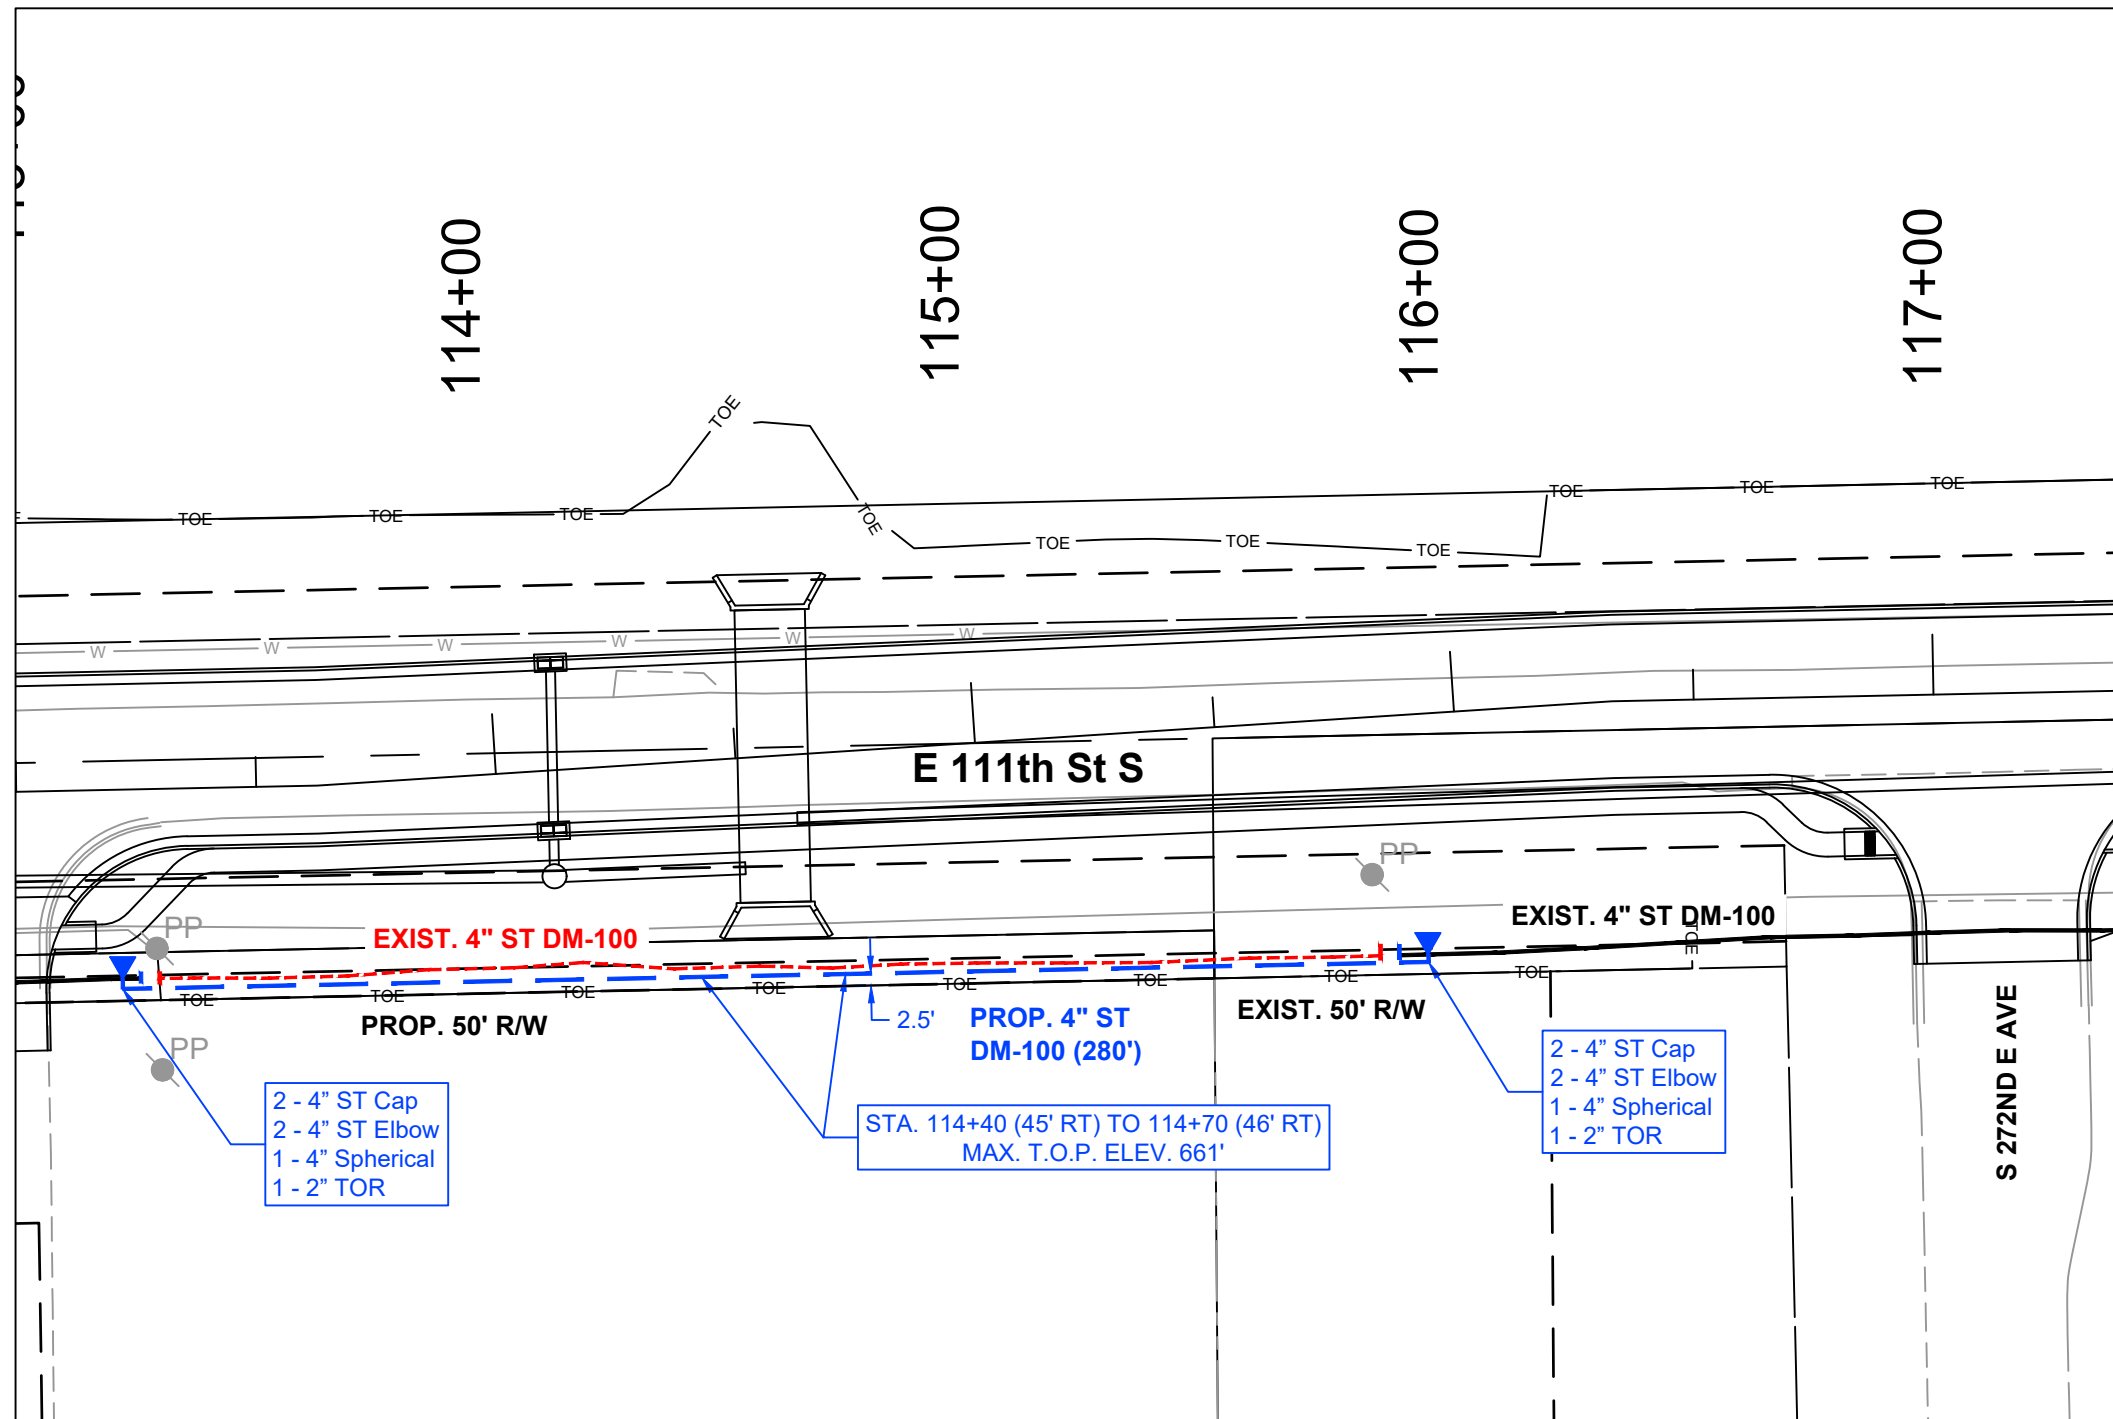 114+00
115+00
116+00
117+00
TOE
TOE
TOE
TOE
TOE
TOE
TOE
TOE
TOE
TOE
TOE
TOE
W
W
W
W
W
W
E 111th St S
PP
PP
EXIST. 4" ST DM-100
EXIST. 4" ST DM-100
TOE
TOE
TOE
TOE
TOE
TOE
TOE
TOE
TOE
PROP. 50' R/W
2.5'
PROP. 4" ST
DM-100 (280')
EXIST. 50' R/W
PP
2 - 4” ST Cap
2 - 4” ST Elbow
1 - 4” Spherical
1 - 2” TOR
STA. 114+40 (45' RT) TO 114+70 (46' RT)
MAX. T.O.P. ELEV. 661'
2 - 4” ST Cap
2 - 4” ST Elbow
1 - 4” Spherical
1 - 2” TOR
S 272ND E AVE